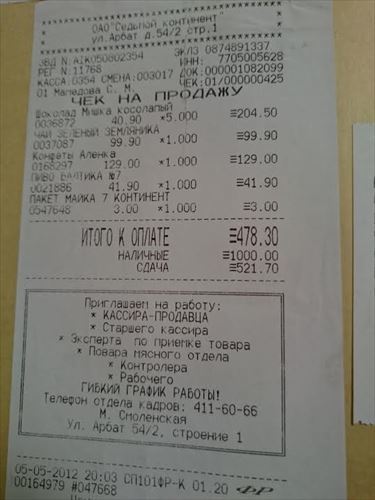 ОАО"Седьмой континент"
ул.Арбат д.54/2 стр.1
ЗВД N:АIК050802354 ЭКЛЗ 0874891337
РЕГ N:11768 ИНН: 7705005628
КАССА:0354 СМЕНА:003017 ДОК:000001082099
01 Мамедова С. М. ЧЕК:01/000000425
ЧЕК НА ПРОДАЖУ
Шоколад Мишка косолапый
0036872 40.90 *5.000 =204.50
ЧАЙ ЗЕЛЕНЫЙ ЗЕМЛЯНИКА
0037087 99.90 *1.000 =99.90
Конфеты Аленка
0168297 129.00 *1.000 =129.00
ПИВО БАЛТИКА №7
0021886 41.90 *1.000 =41.90
ПАКЕТ МАЙКА 7 КОНТИНЕНТ
0547648 3.00 *1.000 =3.00
ИТОГО К ОПЛАТЕ =478.30
НАЛИЧНЫЕ =1000.00
СДАЧА =521.70
Приглашаем на работу:
* КАССИРА-ПРОДАВЦА
* Старшего кассира
* Эксперта по приемке товара
* Повара мясного отдела
* Контролера
* Рабочего
ГИБКИЙ ГРАФИК РАБОТЫ!
Телефон отдела кадров: 411-60-66
М. Смоленская
Ул. Арбат 54/2, строение 1
05-05-2012 20:03 СП101ФР-К 01.20 ФР
00164979 #047668